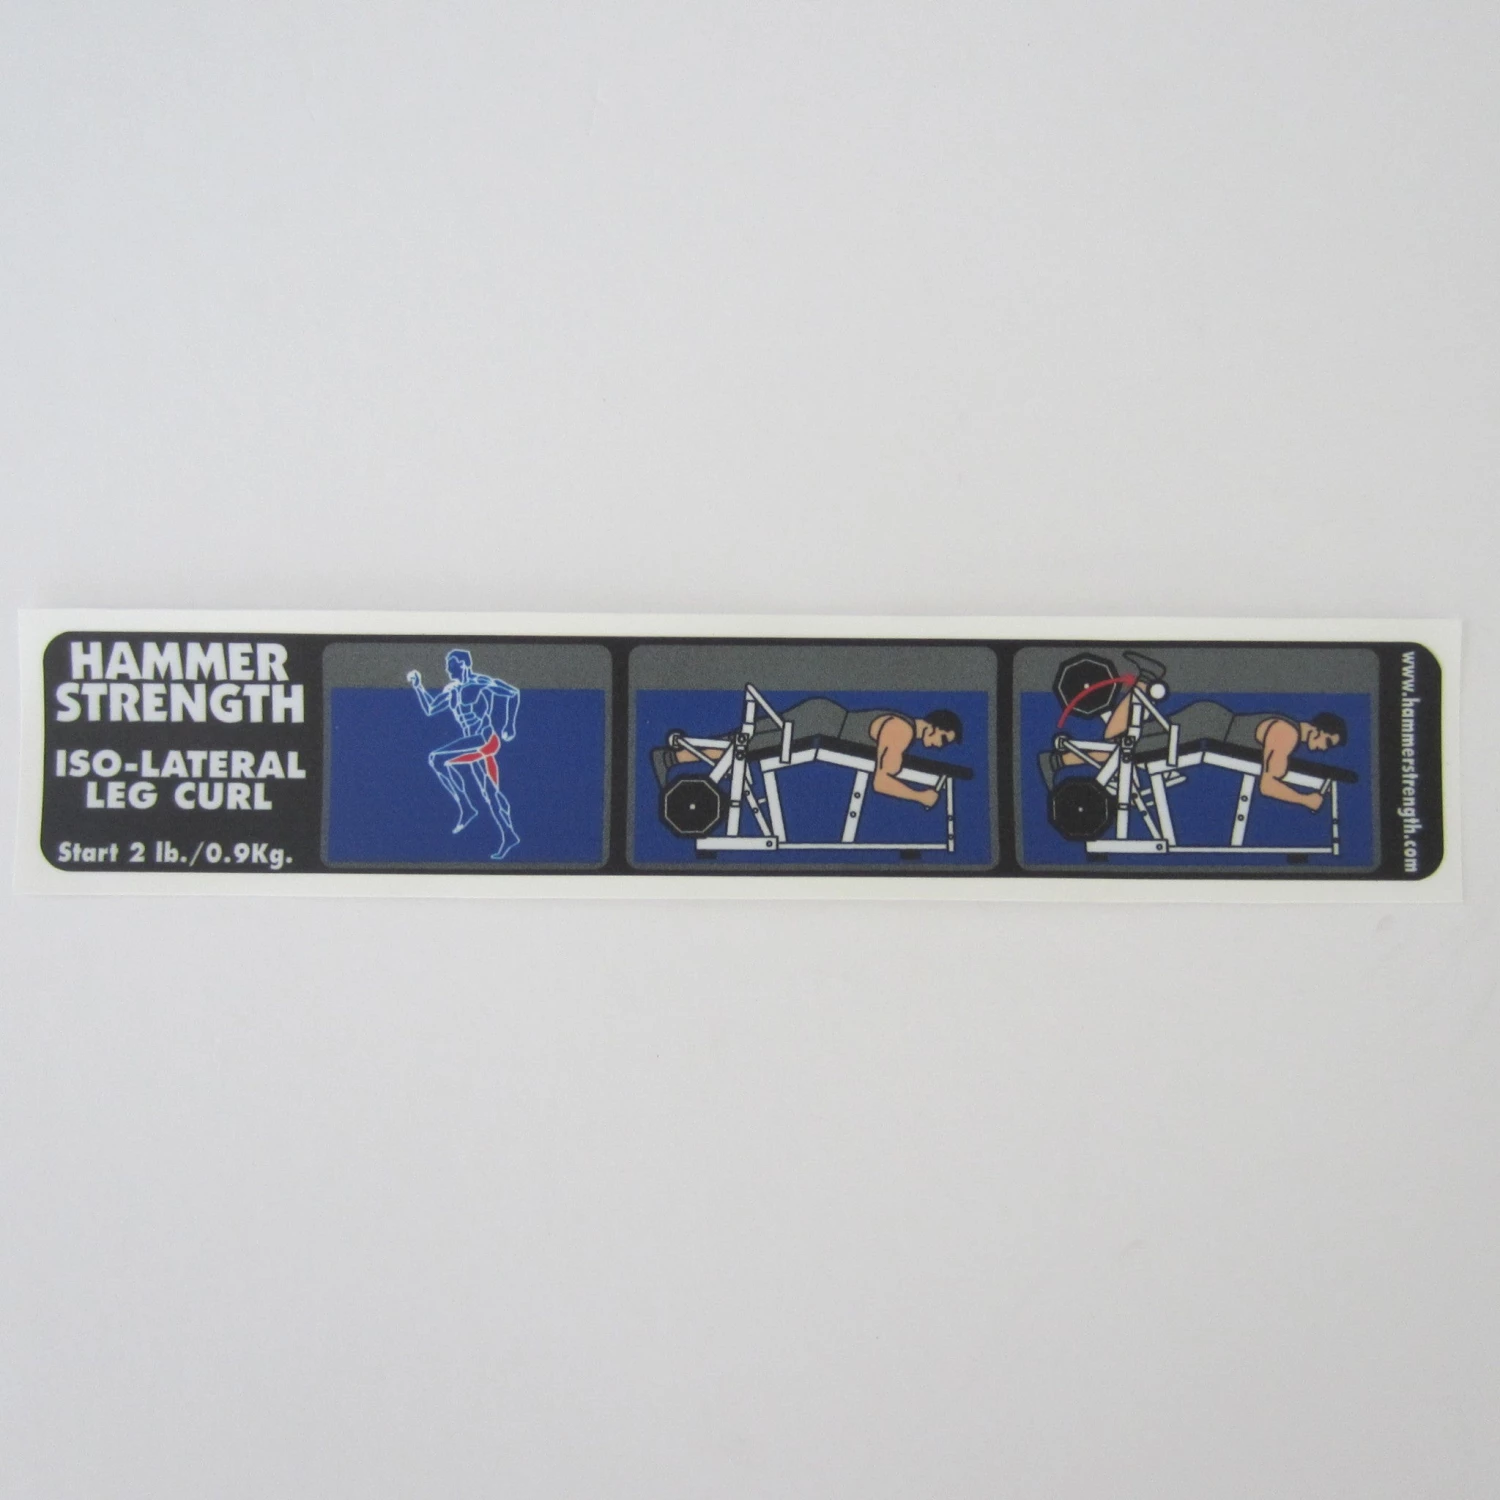 HAMMER
STRENGTH
ISO-LATERAL
LEG CURL
Start 2 lb./0.9Kg.
www.hammerstrength.com